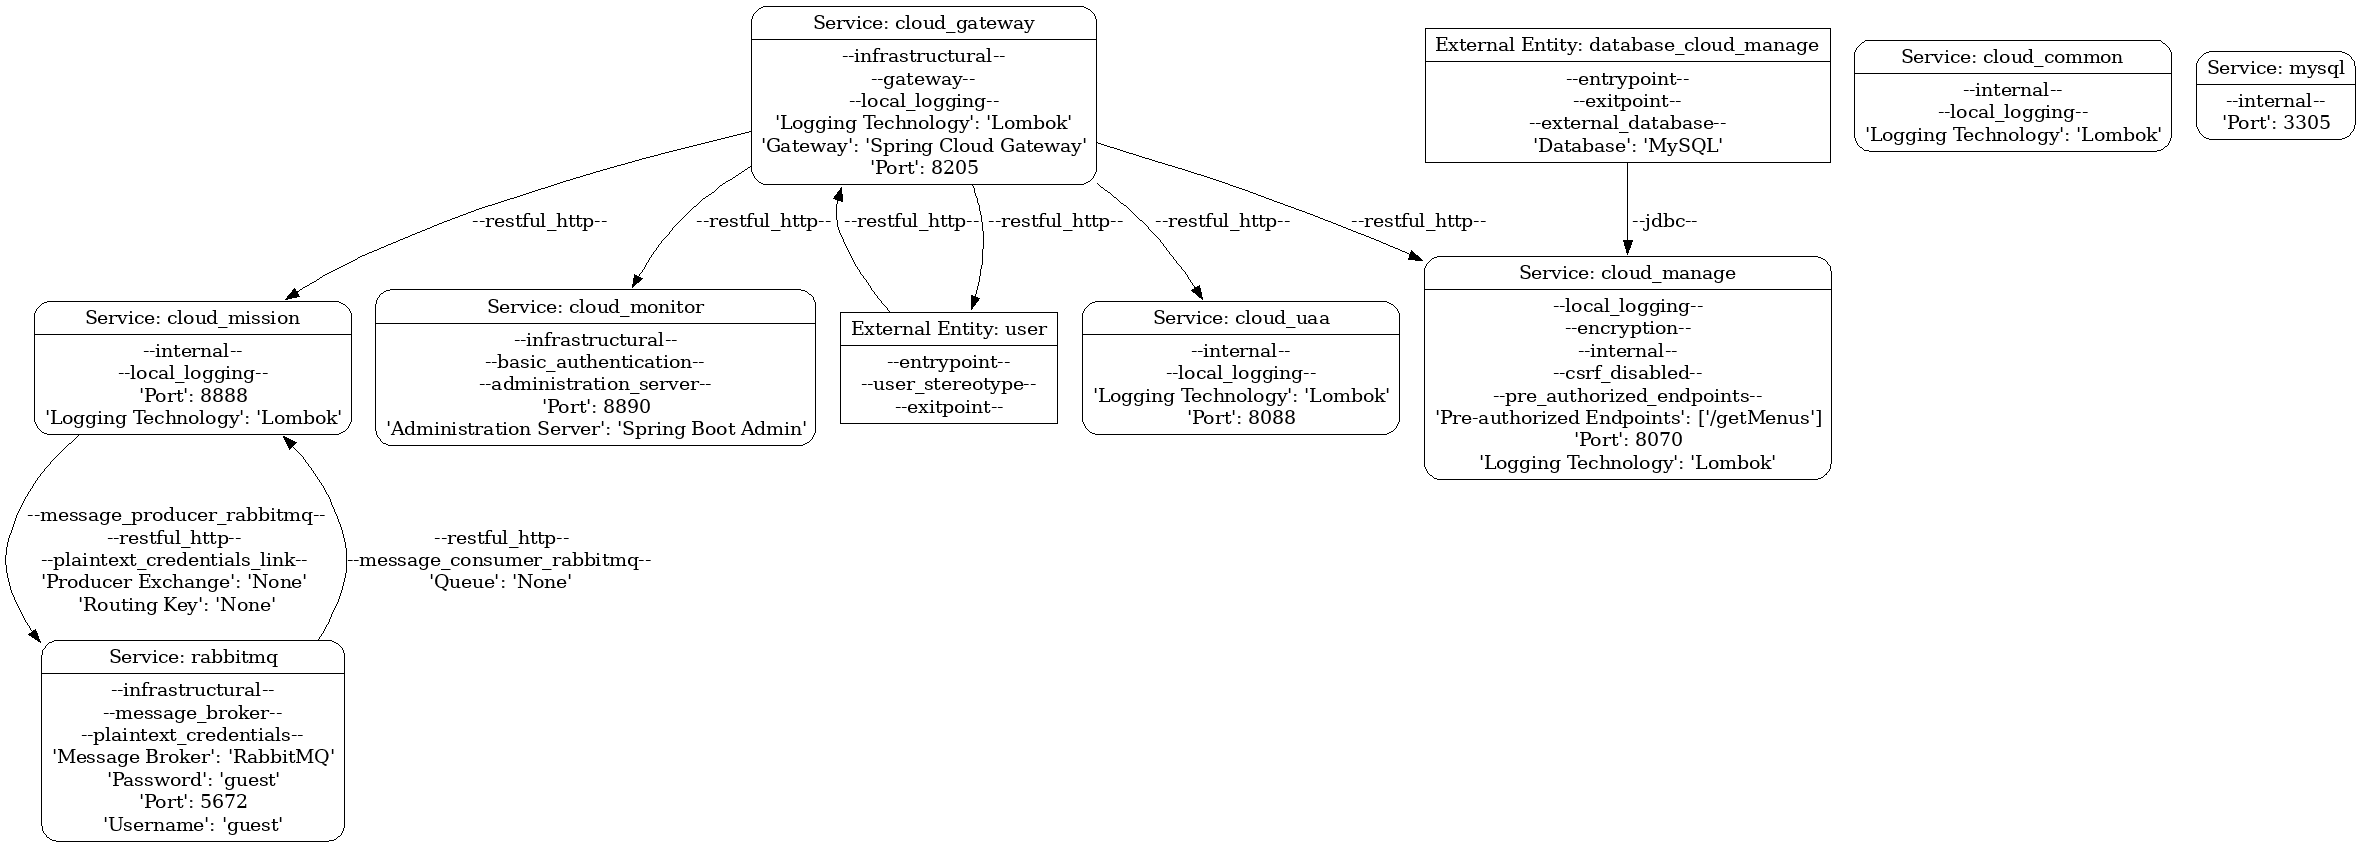 Service: cloud_gateway
--infrastructural--
--gateway--
--local_logging--
'Logging Technology': 'Lombok'
'Gateway': 'Spring Cloud Gateway'
'Port': 8205
External Entity: database_cloud_manage
--entrypoint--
--exitpoint--
--external_database--
'Database': 'MySQL'
Service: cloud_common
--internal--
--local_logging--
'Logging Technology': 'Lombok'
Service: mysql
--internal--
'Port': 3305
--restful_http--
--restful_http--
--restful_http--
--restful_http--
--restful_http--
--restful_http--
--jdbc--
Service: cloud_mission
--internal--
--local_logging--
'Port': 8888
'Logging Technology': 'Lombok'
Service: cloud_monitor
--infrastructural--
--basic_authentication--
--administration_server--
'Port': 8890
'Administration Server': 'Spring Boot Admin'
External Entity: user
--entrypoint--
--user_stereotype--
--exitpoint--
Service: cloud_uaa
--internal--
--local_logging--
'Logging Technology': 'Lombok'
'Port': 8088
Service: cloud_manage
--local_logging--
--encryption--
--internal--
--csrf_disabled--
--pre_authorized_endpoints--
'Pre-authorized Endpoints': ['/getMenus']
'Port': 8070
'Logging Technology': 'Lombok'
--message_producer_rabbitmq--
--restful_http--
--plaintext_credentials_link--
'Producer Exchange': 'None'
'Routing Key': 'None'
--restful_http--
--message_consumer_rabbitmq--
'Queue': 'None'
Service: rabbitmq
--infrastructural--
--message_broker--
--plaintext_credentials--
'Message Broker': 'RabbitMQ'
'Password': 'guest'
'Port': 5672
'Username': 'guest'